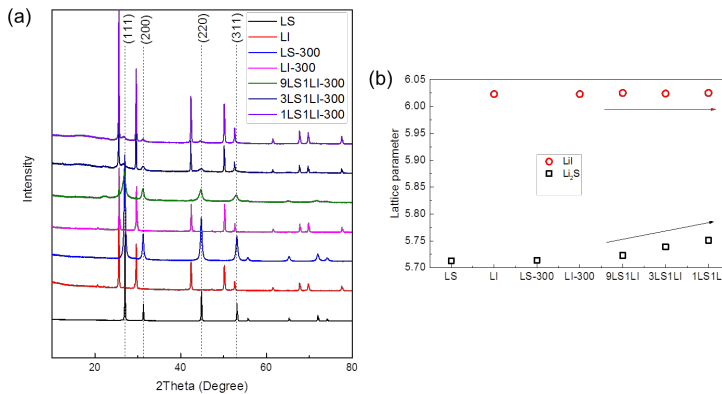 (a)
(111)
(200)
(220)
(311)
LS
LI
LS-300
LI-300
9LS1LI-300
3LS1LI-300
1LS1LI-300
Intensity
10 20 40 60 80
2Theta (Degree)
(b)
6.05
6.00
5.95
5.90
5.85
5.80
5.75
5.70
Lattice parameter
LiI
Li₂S
LS LI LS-300 LI-300 9LS1LI 3LS1LI 1LS1L